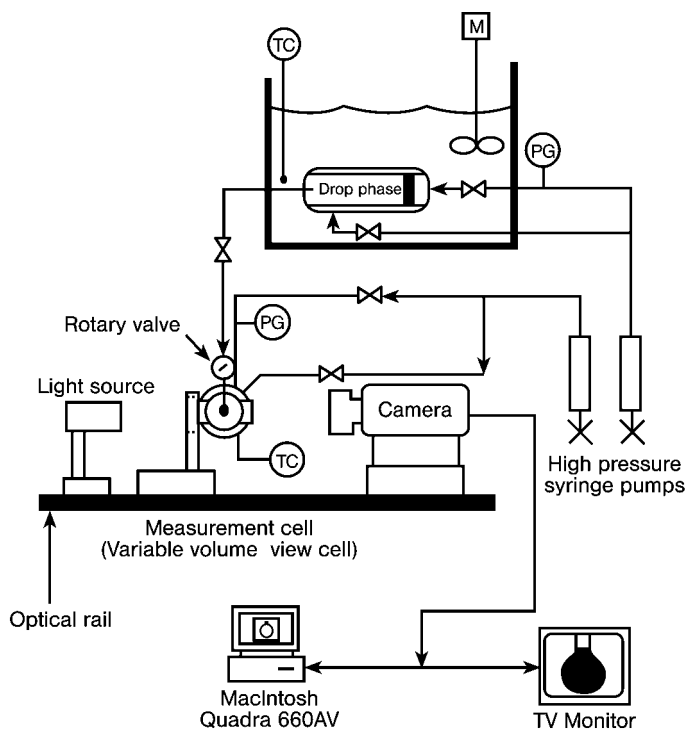 M
TC
PG
Drop phase
Rotary valve
PG
Light source
Camera
TC
High pressure
syringe pumps
Measurement cell
(Variable volume view cell)
Optical rail
MacIntosh
Quadra 660AV
TV Monitor